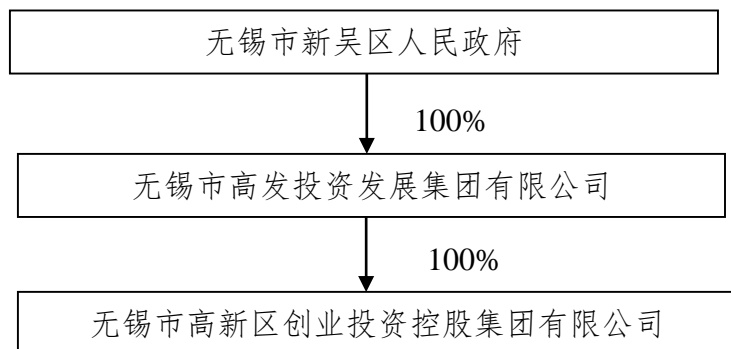 无锡市新吴区人民政府
100%
无锡市高发投资发展集团有限公司
100%
无锡市高新区创业投资控股集团有限公司